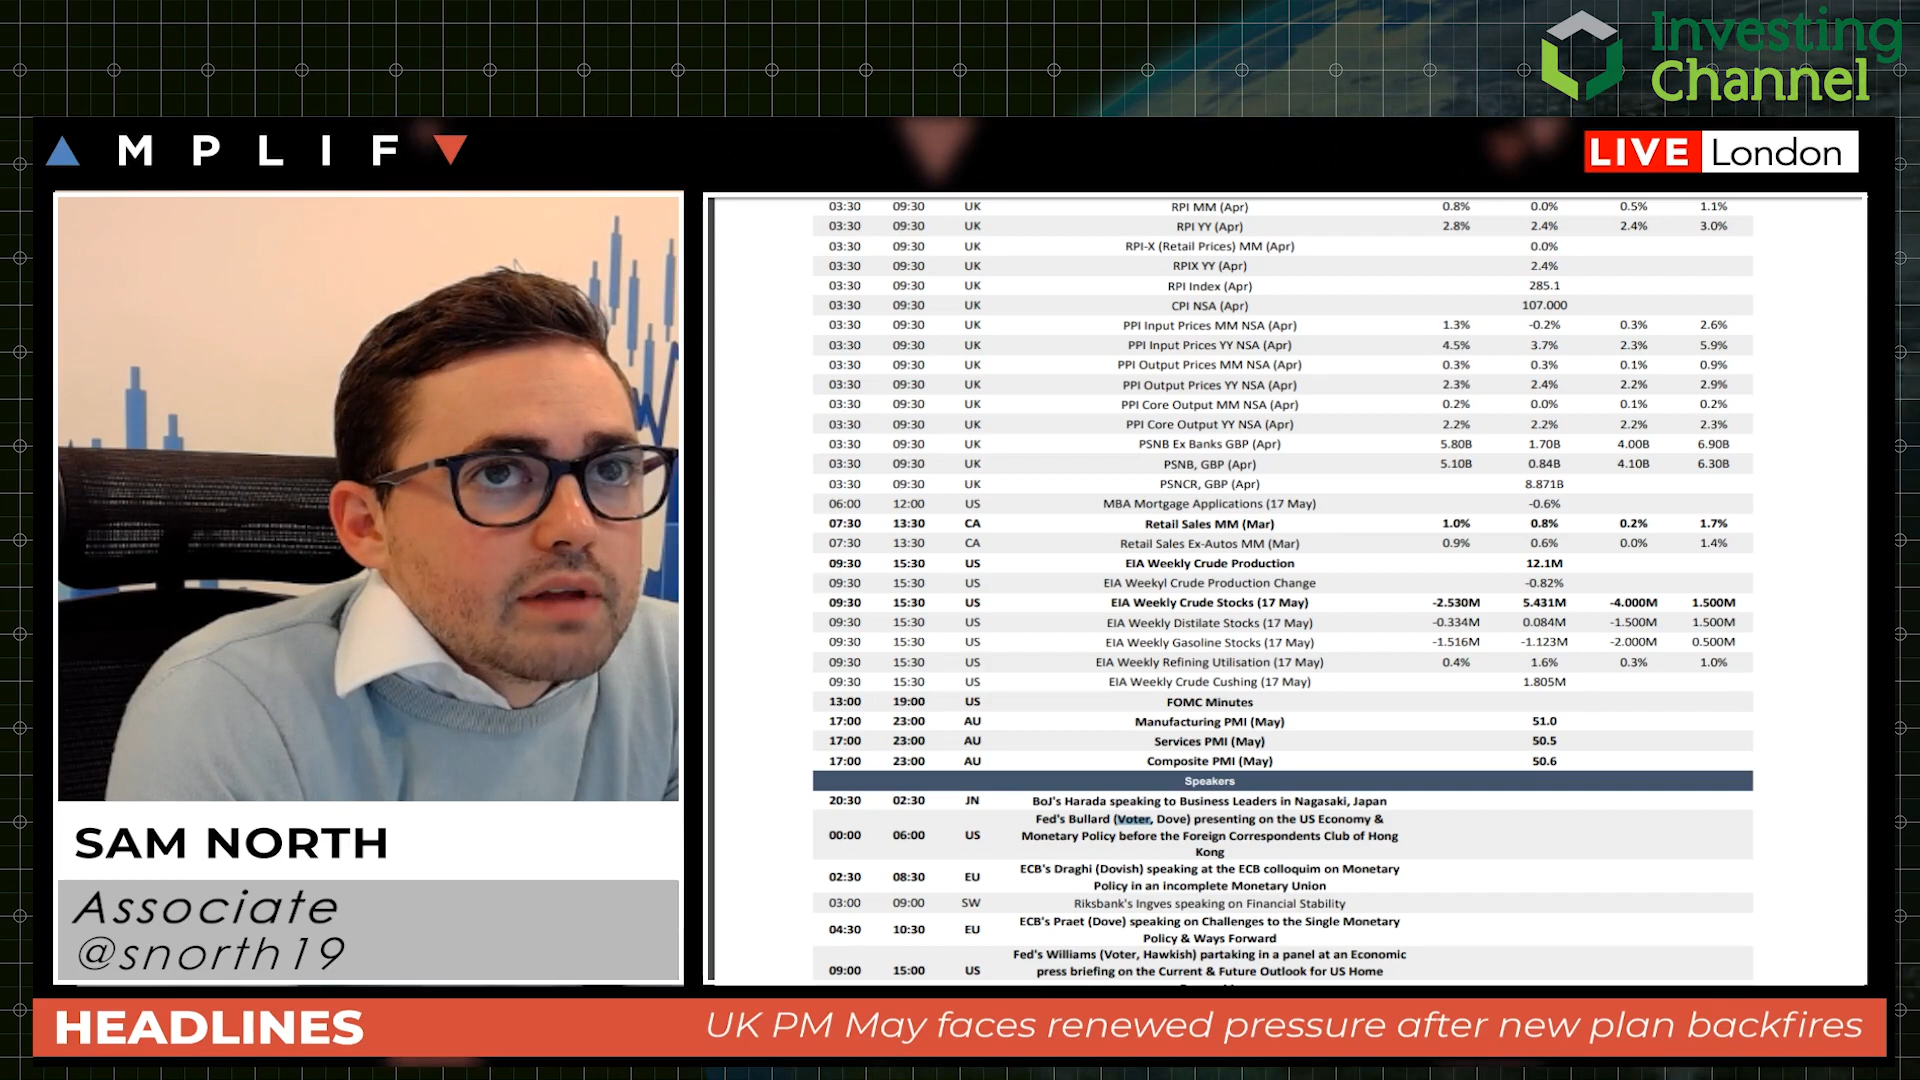 Investing
Channel
MPLIF
LIVE London
03:30 09:30 UK RPI MM (Apr) 0.8% 0.0% 0.5% 1.1%
03:30 09:30 UK RPI YY (Apr) 2.8% 2.4% 2.4% 3.0%
03:30 09:30 UK RPI-X (Retail Prices) MM (Apr) 0.0%
03:30 09:30 UK RPIX YY (Apr) 2.4%
03:30 09:30 UK RPI Index (Apr) 285.1
03:30 09:30 UK CPI NSA (Apr) 107.000
03:30 09:30 UK PPI Input Prices MM NSA (Apr) 1.3% -0.2% 0.3% 2.6%
03:30 09:30 UK PPI Input Prices YY NSA (Apr) 4.5% 3.7% 2.3% 5.9%
03:30 09:30 UK PPI Output Prices MM NSA (Apr) 0.3% 0.3% 0.1% 0.9%
03:30 09:30 UK PPI Output Prices YY NSA (Apr) 2.3% 2.4% 2.2% 2.9%
03:30 09:30 UK PPI Core Output MM NSA (Apr) 0.2% 0.0% 0.1% 0.2%
03:30 09:30 UK PPI Core Output YY NSA (Apr) 2.2% 2.2% 2.2% 2.3%
03:30 09:30 UK PSNB Ex Banks GBP (Apr) 5.80B 1.70B 4.00B 6.90B
03:30 09:30 UK PSNB, GBP (Apr) 5.10B 0.84B 4.10B 6.30B
03:30 09:30 UK PSNCR, GBP (Apr) 8.871B
06:00 12:00 US MBA Mortgage Applications (17 May) -0.6%
07:30 13:30 CA Retail Sales MM (Mar) 1.0% 0.8% 0.2% 1.7%
07:30 13:30 CA Retail Sales Ex-Autos MM (Mar) 0.9% 0.6% 0.0% 1.4%
09:30 15:30 US EIA Weekly Crude Production 12.1M
09:30 15:30 US EIA Weekyl Crude Production Change -0.82%
09:30 15:30 US EIA Weekly Crude Stocks (17 May) -2.530M 5.431M -4.000M 1.500M
09:30 15:30 US EIA Weekly Distilate Stocks (17 May) -0.334M 0.084M -1.500M 1.500M
09:30 15:30 US EIA Weekly Gasoline Stocks (17 May) -1.516M -1.123M -2.000M 0.500M
09:30 15:30 US EIA Weekly Refining Utilisation (17 May) 0.4% 1.6% 0.3% 1.0%
09:30 15:30 US EIA Weekly Crude Cushing (17 May) 1.805M
13:00 19:00 US FOMC Minutes
17:00 23:00 AU Manufacturing PMI (May) 51.0
17:00 23:00 AU Services PMI (May) 50.5
17:00 23:00 AU Composite PMI (May) 50.6
Speakers
20:30 02:30 JN BoJ's Harada speaking to Business Leaders in Nagasaki, Japan
Fed's Bullard (Voter, Dove) presenting on the US Economy &
00:00 06:00 US Monetary Policy before the Foreign Correspondents Club of Hong
Kong
ECB's Draghi (Dovish) speaking at the ECB colloquim on Monetary
02:30 08:30 EU Policy in an incomplete Monetary Union
03:00 09:00 SW Riksbank's Ingves speaking on Financial Stability
ECB's Praet (Dove) speaking on Challenges to the Single Monetary
04:30 10:30 EU Policy & Ways Forward
Fed's Williams (Voter, Hawkish) partaking in a panel at an Economic
09:00 15:00 US press briefing on the Current & Future Outlook for US Home
SAM NORTH
Associate
@snorth19
HEADLINES UK PM May faces renewed pressure after new plan backfires